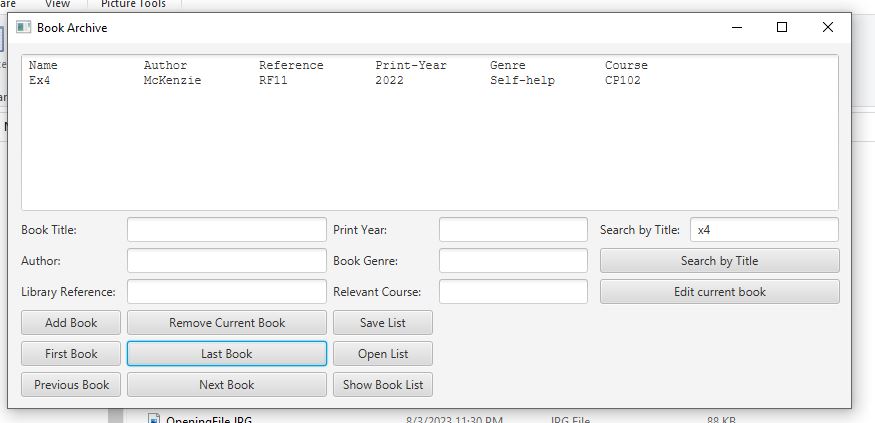 View Picture Tools
Book Archive
Name Author Reference Print-Year Genre Course
Ex4 McKenzie RF11 2022 Self-help CP102
Book Title: Print Year: Search by Title: x4
Author: Book Genre: Search by Title
Library Reference: Relevant Course: Edit current book
Add Book Remove Current Book Save List
First Book Last Book Open List
Previous Book Next Book Show Book List
OpeningFile.JPG 8/3/2023 11:30 PM JPG File 88 KB